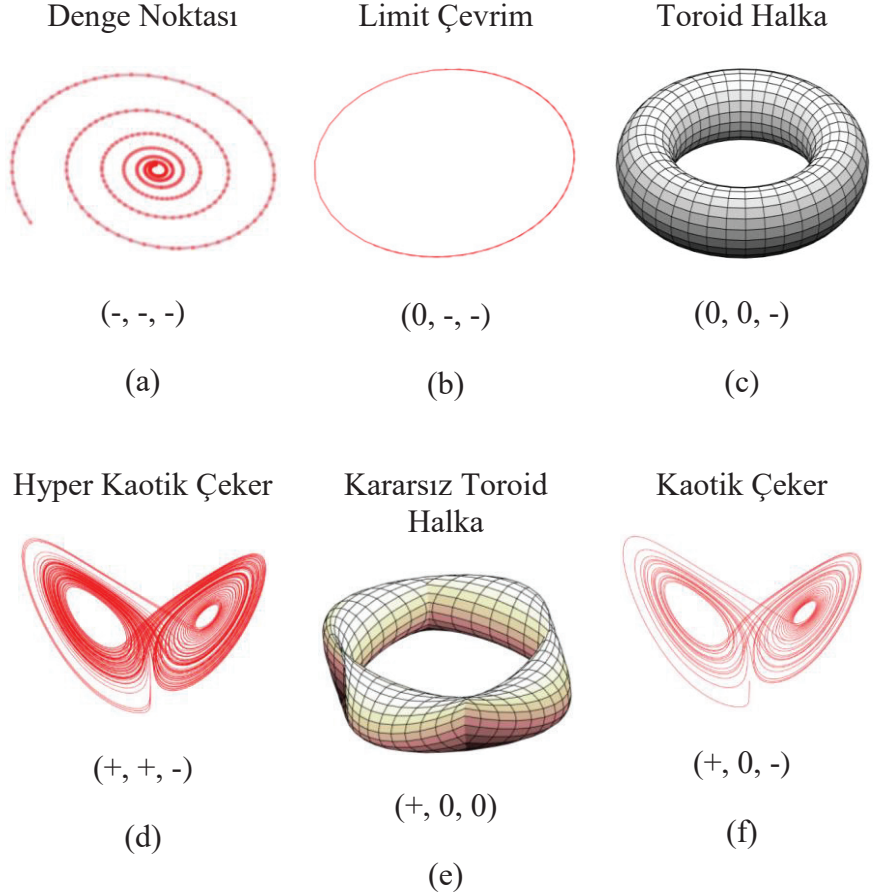 Denge Noktası
Limit Çevrim
Toroid Halka
(-, -, -)
(0, -, -)
(0, 0, -)
(a)
(b)
(c)
Hyper Kaotik Çeker
Kararsız Toroid
Halka
Kaotik Çeker
(+, +, -)
(+, 0, 0)
(+, 0, -)
(d)
(e)
(f)